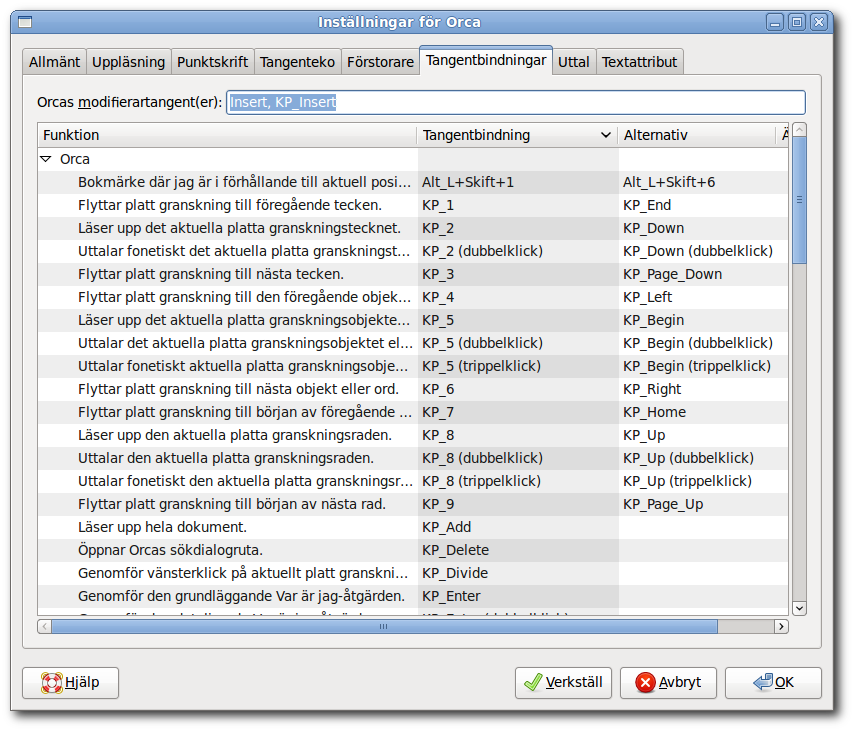 Inställningar för Orca
Allmänt Uppläsning Punktskrift Tangenteko Förstorare Tangentbindningar Uttal Textattribut
Orcas modifierartangent(er): Insert, KP_Insert
Funktion Tangentbindning Alternativ Ä
Orca
Bokmärke där jag är i förhållande till aktuell posi... Alt_L+Skift+1 Alt_L+Skift+6
Flyttar platt granskning till föregående tecken. KP_1 KP_End
Läser upp det aktuella platta granskningstecknet. KP_2 KP_Down
Uttalar fonetiskt det aktuella platta granskningst... KP_2 (dubbelklick) KP_Down (dubbelklick)
Flyttar platt granskning till nästa tecken. KP_3 KP_Page_Down
Flyttar platt granskning till den föregående objek... KP_4 KP_Left
Läser upp det aktuella platta granskningsobjekte... KP_5 KP_Begin
Uttalar det aktuella platta granskningsobjektet el... KP_5 (dubbelklick) KP_Begin (dubbelklick)
Uttalar fonetiskt aktuella platta granskningsobje... KP_5 (trippelklick) KP_Begin (trippelklick)
Flyttar platt granskning till nästa objekt eller ord. KP_6 KP_Right
Flyttar platt granskning till början av föregående ... KP_7 KP_Home
Läser upp den aktuella platta granskningsraden. KP_8 KP_Up
Uttalar den aktuella platta granskningsraden. KP_8 (dubbelklick) KP_Up (dubbelklick)
Uttalar fonetiskt den aktuella platta granskningsr... KP_8 (trippelklick) KP_Up (trippelklick)
Flyttar platt granskning till början av nästa rad. KP_9 KP_Page_Up
Läser upp hela dokument. KP_Add
Öppnar Orcas sökdialogruta. KP_Delete
Genomför vänsterklick på aktuellt platt granskni... KP_Divide
Genomför den grundläggande Var är jag-åtgärden. KP_Enter
Hjälp Verkställ Avbryt OK